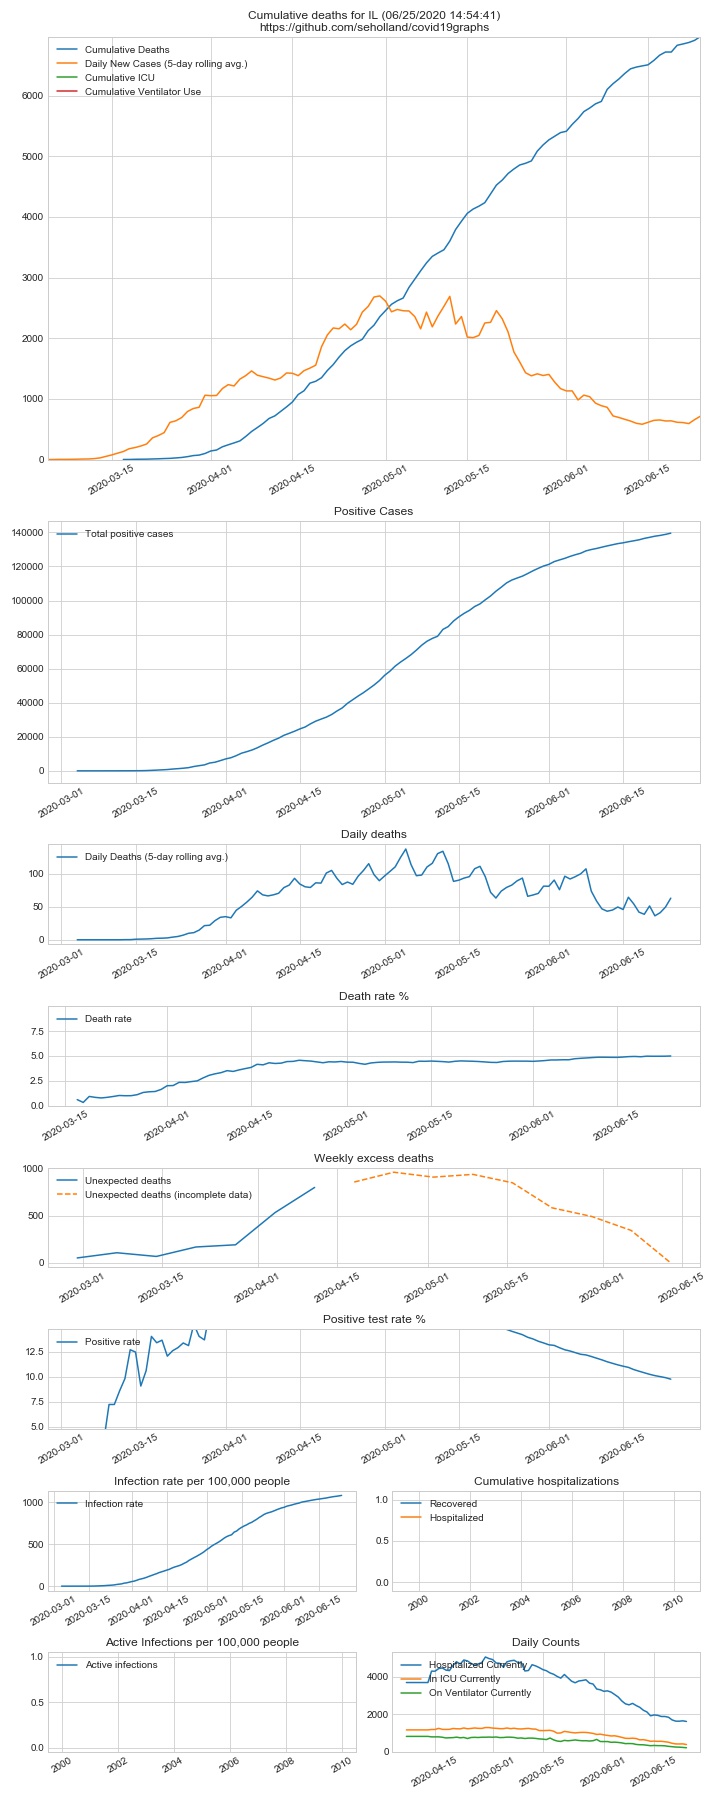 Cumulative deaths for IL (06/25/2020 14:54:41)
https://github.com/seholland/covid19graphs
Cumulative Deaths
Daily New Cases (5-day rolling avg.)
Cumulative ICU
Cumulative Ventilator Use
6000
5000
4000
3000
2000
1000
0
2020-03-15 2020-04-01 2020-04-15 2020-05-01 2020-05-15 2020-06-01 2020-06-15
Positive Cases
Total positive cases
140000
120000
100000
80000
60000
40000
20000
0
2020-03-01 2020-03-15 2020-04-01 2020-04-15 2020-05-01 2020-05-15 2020-06-01 2020-06-15
Daily deaths
Daily Deaths (5-day rolling avg.)
100
50
0
2020-03-01 2020-03-15 2020-04-01 2020-04-15 2020-05-01 2020-05-15 2020-06-01 2020-06-15
Death rate %
Death rate
7.5
5.0
2.5
0.0
2020-03-15 2020-04-01 2020-04-15 2020-05-01 2020-05-15 2020-06-01 2020-06-15
Weekly excess deaths
1000
Unexpected deaths
Unexpected deaths (incomplete data)
500
0
2020-03-01 2020-03-15 2020-04-01 2020-04-15 2020-05-01 2020-05-15 2020-06-01 2020-06-15
Positive test rate %
Positive rate
12.5
10.0
7.5
5.0
2020-03-01 2020-03-15 2020-04-01 2020-04-15 2020-05-01 2020-05-15 2020-06-01 2020-06-15
Infection rate per 100,000 people
Infection rate
1000
500
0
2020-03-01 2020-03-15 2020-04-01 2020-04-15 2020-05-01 2020-05-15 2020-06-01 2020-06-15
Cumulative hospitalizations
Recovered
Hospitalized
1.0
0.5
0.0
2000 2002 2004 2006 2008 2010
Active Infections per 100,000 people
Active infections
1.0
0.5
0.0
2000 2002 2004 2006 2008 2010
Daily Counts
Hospitalized Currently
In ICU Currently
On Ventilator Currently
4000
2000
0
2020-04-15 2020-05-01 2020-05-15 2020-06-01 2020-06-15